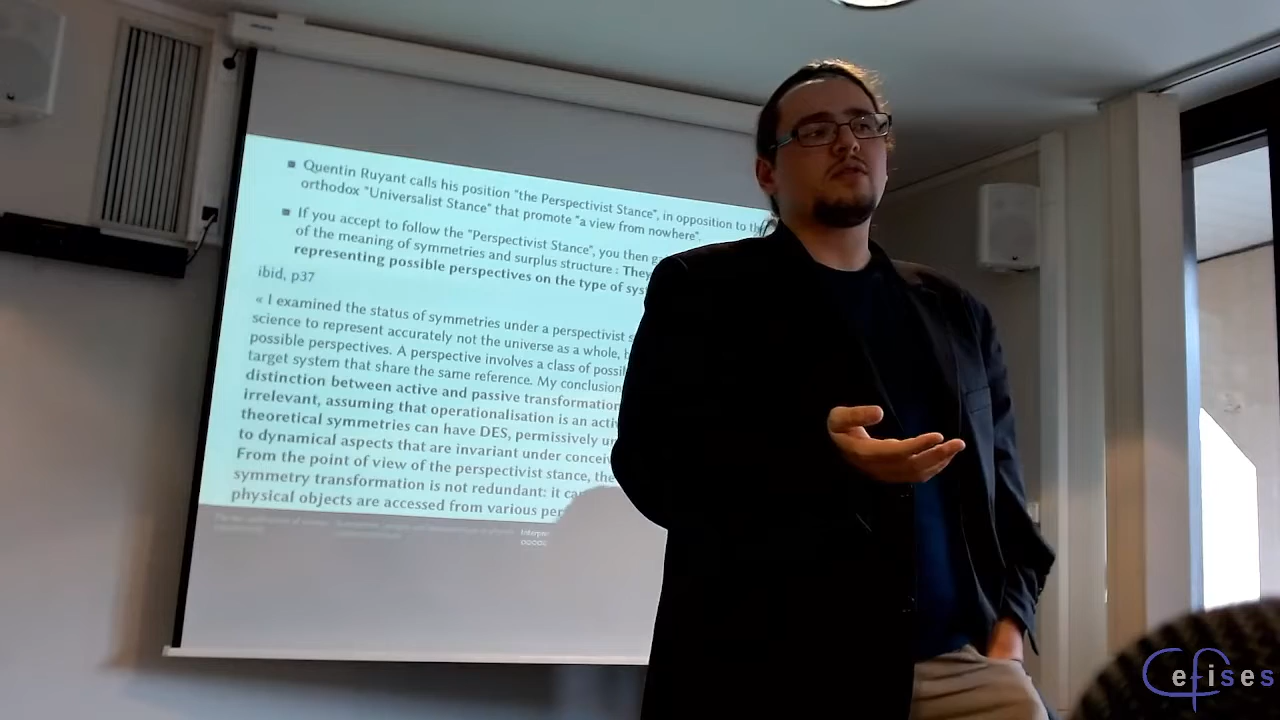 Quentin Ruyant calls his position "the Perspectivist Stance", in opposition to th
orthodox "Universalist Stance" that promote "a view from nowhere".
If you accept to follow the "Perspectivist Stance", you then g
of the meaning of symmetries and surplus structure : They
representing possible perspectives on the type of sys
ibid, p37
« I examined the status of symmetries under a perspectivist s
science to represent accurately not the universe as a whole, b
possible perspectives. A perspective involves a class of possib
target system that share the same reference. My conclusion
distinction between active and passive transformation
irrelevant, assuming that operationalisation is an acti
theoretical symmetries can have DES, permissively un
to dynamical aspects that are invariant under conceiv
From the point of view of the perspectivist stance, the
symmetry transformation is not redundant: it ca
physical objects are accessed from various per
Interpre
Cefises